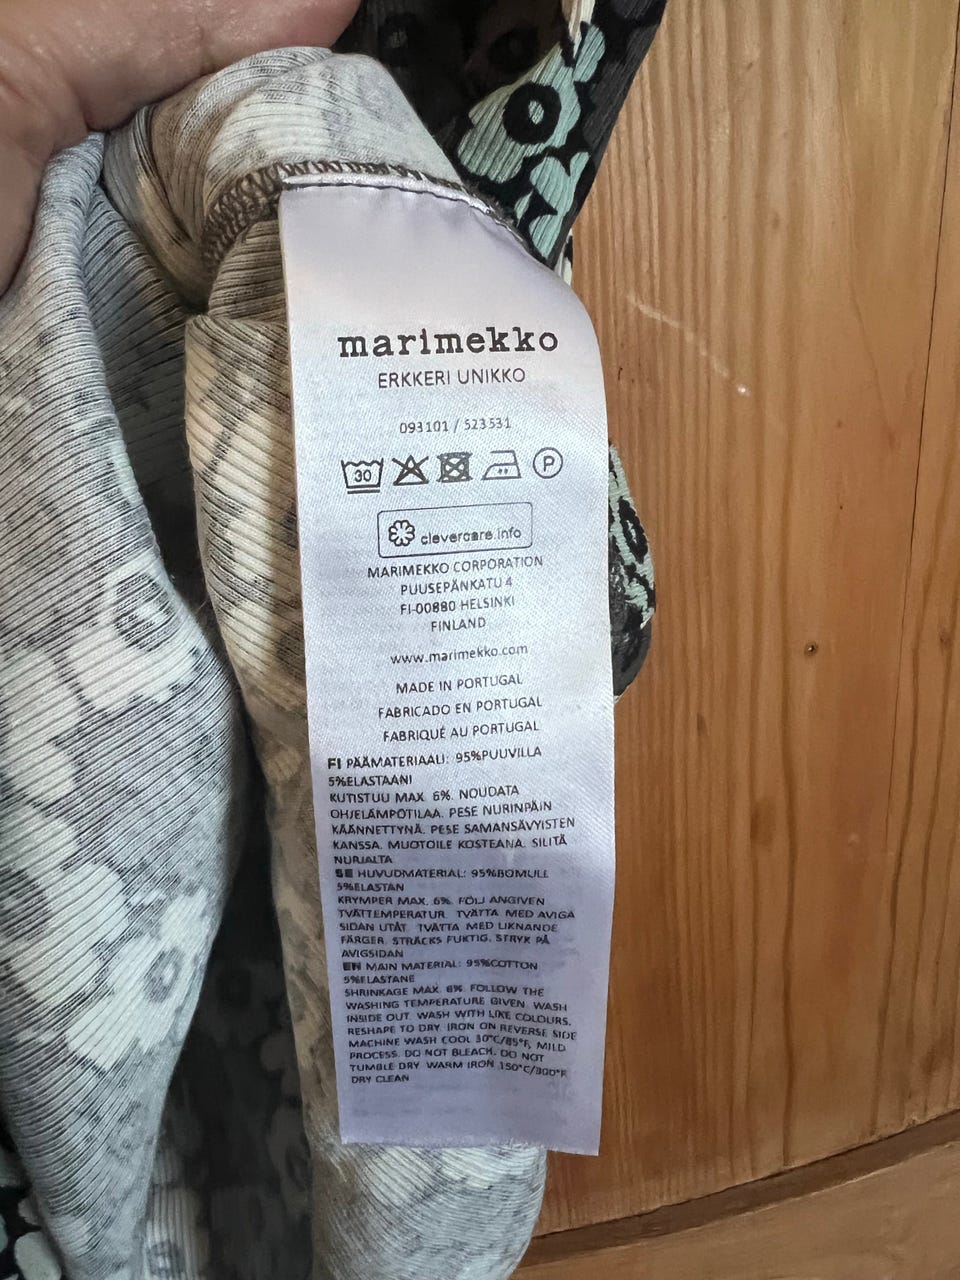 marimekko
ERKKERI UNIKKO
093101 / 523531
30 P
clevercare.info
MARIMEKKO CORPORATION
PUUSEPÄNKATU 4
FI-00880 HELSINKI
FINLAND
www.marimekko.com
MADE IN PORTUGAL
FABRICADO EN PORTUGAL
FABRIQUÉ AU PORTUGAL
FI PÄÄMATERIAALI: 95%PUUVILLA
5%ELASTAANI
KUTISTUU MAX. 6%. NOUDATA
OHJELÄMPÖTILAA. PESE NURINPÄIN
KÄÄNNETTYNÄ. PESE SAMANSÄVYISTEN
KANSSA. MUOTOILE KOSTEANA. SILITÄ
NURJALTA
SE HUVUDMATERIAL: 95%BOMULL
5%ELASTAN
KRYMPER MAX. 6%. FÖLJ ANGIVEN
TVÄTTEMPERATUR. TVÄTTA MED AVIGA
SIDAN UTÅT. TVÄTTA MED LIKNANDE
FÄRGER. STRÄCKS FUKTIG. STRYK PÅ
AVIGSIDAN
EN MAIN MATERIAL: 95%COTTON
5%ELASTANE
SHRINKAGE MAX. 6%. FOLLOW THE
WASHING TEMPERATURE GIVEN. WASH
INSIDE OUT. WASH WITH LIKE COLOURS.
RESHAPE TO DRY. IRON ON REVERSE SIDE
MACHINE WASH COOL 30°C/85°F, MILD
PROCESS. DO NOT BLEACH. DO NOT
TUMBLE DRY. WARM IRON 150°C/300°F.
DRY CLEAN